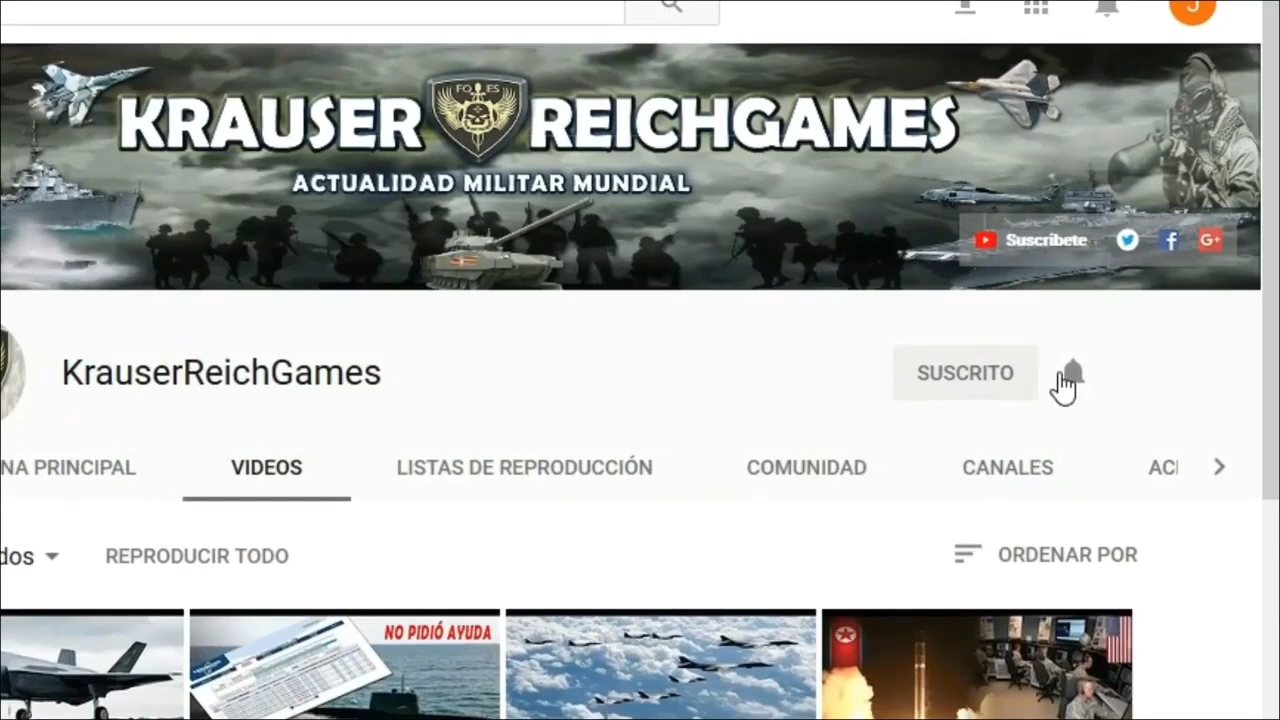 J
KRAUSER REICHGAMES
FO ES
ACTUALIDAD MILITAR MUNDIAL
Suscribete
G+
KrauserReichGames
SUSCRITO
NA PRINCIPAL
VIDEOS
LISTAS DE REPRODUCCIÓN
COMUNIDAD
CANALES
AC
dos
REPRODUCIR TODO
ORDENAR POR
NO PIDIÓ AYUDA